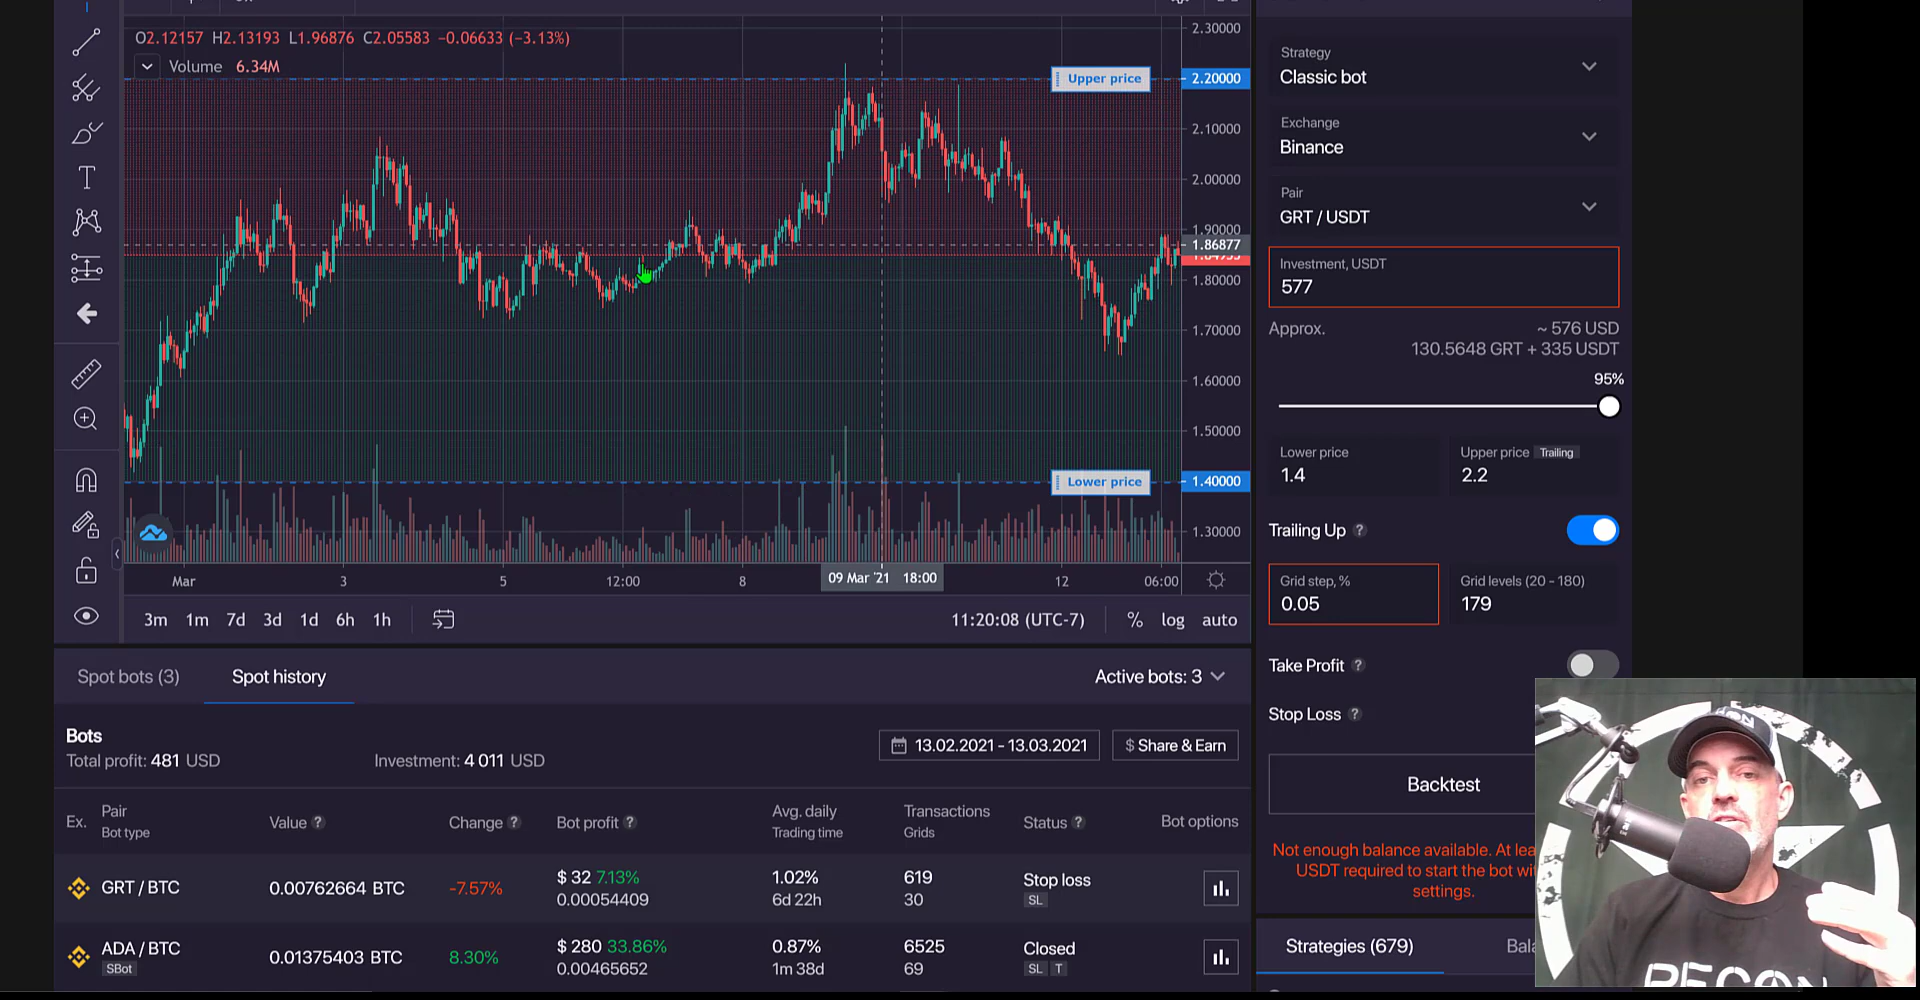 O2.12157 H2.13193 L1.96876 C2.05583 -0.06633 (-3.13%)
Volume 6.34M
Upper price
2.30000
2.20000
2.10000
2.00000
1.90000
1.86877
1.80000
1.70000
1.60000
1.50000
Lower price
1.40000
1.30000
Mar
3
5
12:00
8
09 Mar '21 18:00
12
06:00
3m 1m 7d 3d 1d 6h 1h
11:20:08 (UTC-7)
% log auto
Strategy
Classic bot
Exchange
Binance
Pair
GRT / USDT
Investment, USDT
577
Approx. ~ 576 USD
130.5648 GRT + 335 USDT
95%
Lower price
1.4
Upper price Trailing
2.2
Trailing Up ?
Grid step, %
0.05
Grid levels (20 - 180)
179
Take Profit ?
Stop Loss ?
Backtest
Not enough balance available. At
USDT required to start the bot
settings.
Strategies (679)
Spot bots (3) Spot history Active bots: 3
Bots
Total profit: 481 USD Investment: 4 011 USD
13.02.2021 - 13.03.2021 $ Share & Earn
Ex. Pair Value ? Change ? Bot profit ? Avg. daily Transactions Status ? Bot options
Bot type Trading time Grids
GRT / BTC 0.00762664 BTC -7.57% $ 32 7.13% 1.02% 619 Stop loss
0.00054409 6d 22h 30 SL
ADA / BTC 0.01375403 BTC 8.30% $ 280 33.86% 0.87% 6525 Closed
SBot 0.00465652 1m 38d 69 SL T
RECON